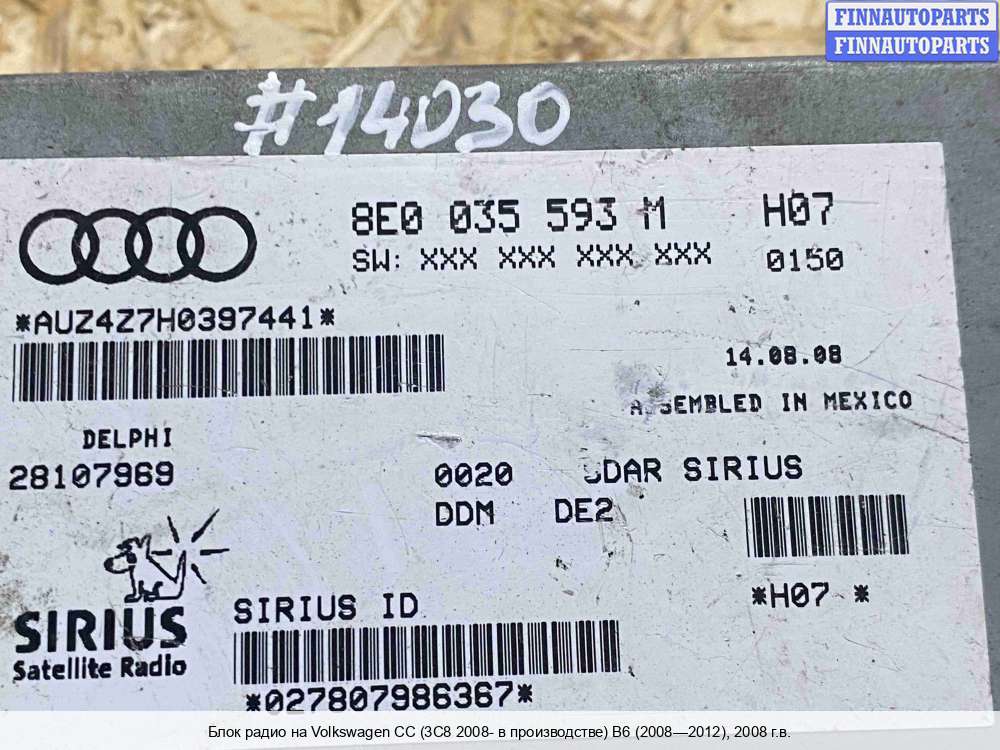 FINNAUTOPARTS
FINNAUTOPARTS
#14030
8E0 035 593 M H07
SW: XXX XXX XXX XXX 0150
*AUZ4Z7H0397441*
14.08.08
IN MEXICO
DELPHI
28107969
0020 SIRIUS
DDM DE2
*H07 *
SIRIUS
Satellite Radio
SIRIUS ID
*027807986367*
Блок радио на Volkswagen CC (3C8 2008- в производстве) B6 (2008—2012), 2008 г.в.